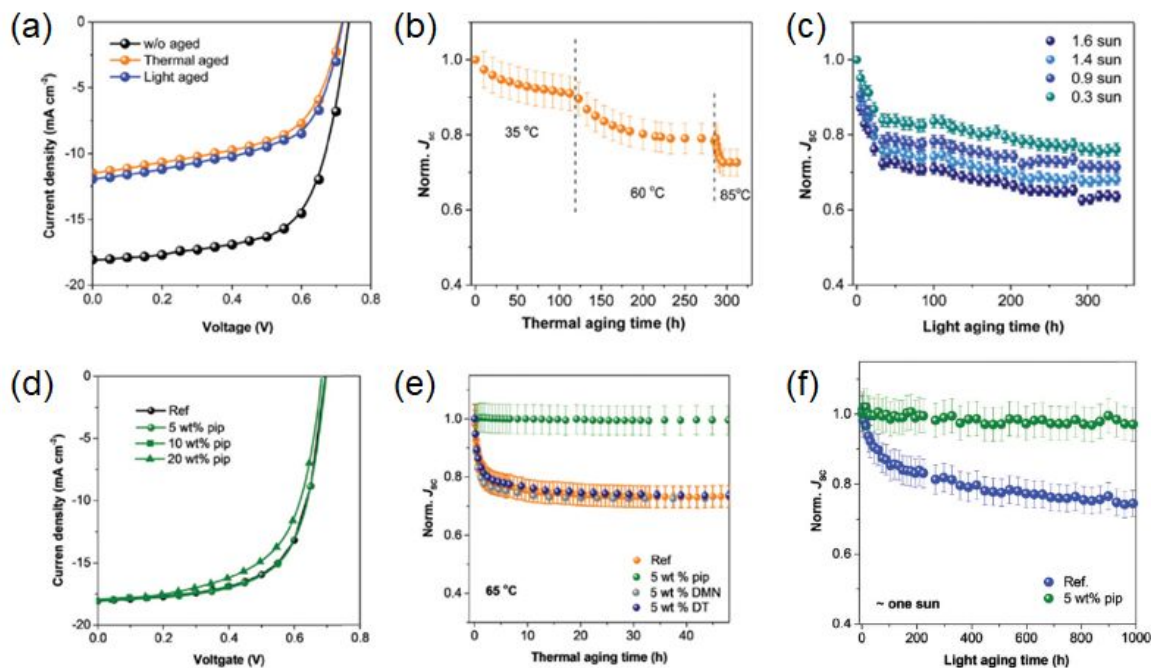 (a)
0
-5
-10
-15
-20
Current density (mA cm⁻²)
w/o aged
Thermal aged
Light aged
0.0 0.2 0.4 0.6 0.8
Voltage (V)
(b)
1.0
0.8
0.6
0.4
Norm. Jsc
35 °C
60 °C
85°C
0 50 100 150 200 250 300
Thermal aging time (h)
(c)
1.0
0.8
0.6
0.4
Norm. Jsc
1.6 sun
1.4 sun
0.9 sun
0.3 sun
0 100 200 300
Light aging time (h)
(d)
0
-5
-10
-15
-20
Curren density (mA cm⁻²)
Ref
5 wt% pip
10 wt% pip
20 wt% pip
0.0 0.2 0.4 0.6 0.8
Voltgate (V)
(e)
1.0
0.8
0.6
0.4
Norm. Jsc
Ref
5 wt % pip
5 wt % DMN
5 wt % DT
65 °C
0 10 20 30 40
Thermal aging time (h)
(f)
1.0
0.8
0.6
0.4
Norm. Jsc
Ref.
5 wt% pip
~ one sun
0 200 400 600 800 1000
Light aging time (h)